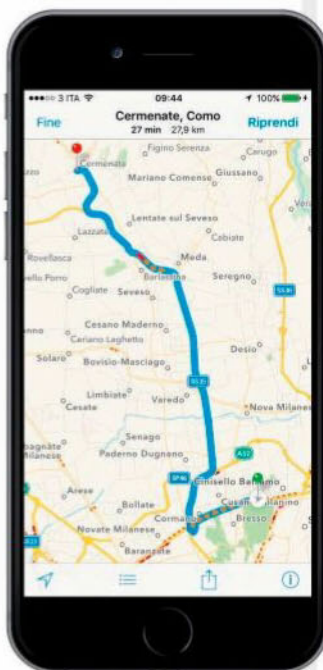 3 ITA 09:44 100%
Fine Cermenate, Como Riprendi
27 min 27,9 km
Cermenate
Figino Serenza
Carugo
Mariano Comense
Giussano
Lentate sul Seveso
Lazzate
Cabiate
Rovellasca
Meda
Barlassina
Seregno
Cogliate
Seveso
Cesano Maderno
Ceriano Laghetto
Desio
Solaro
Bovisio-Masciago
Limbiate
Varedo
Cesate
Nova Milanese
Senago
Paderno Dugnano
A52
Cinisello Balsamo
Arese
Bollate
Cusano Milanino
Cormano
Bresso
Novate Milanese
Baranzate